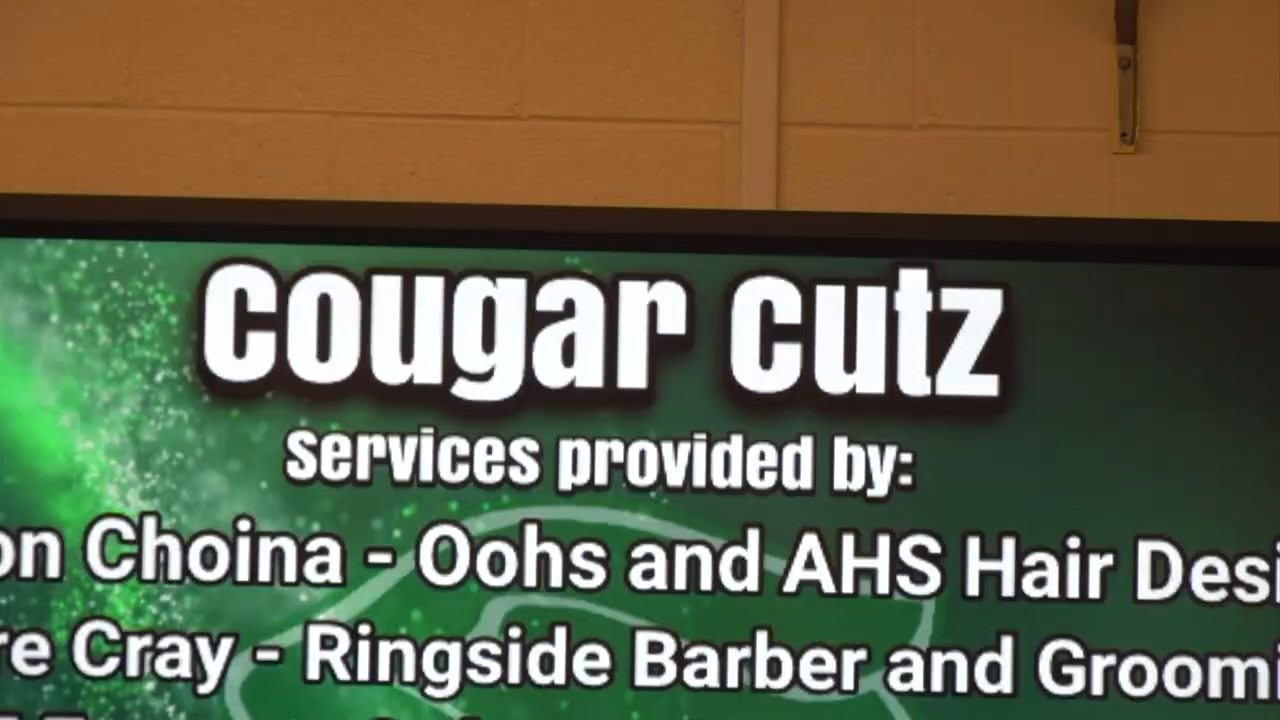 Cougar Cutz
services provided by:
on Choina - Oohs and AHS Hair Desi
re Cray - Ringside Barber and Groomi